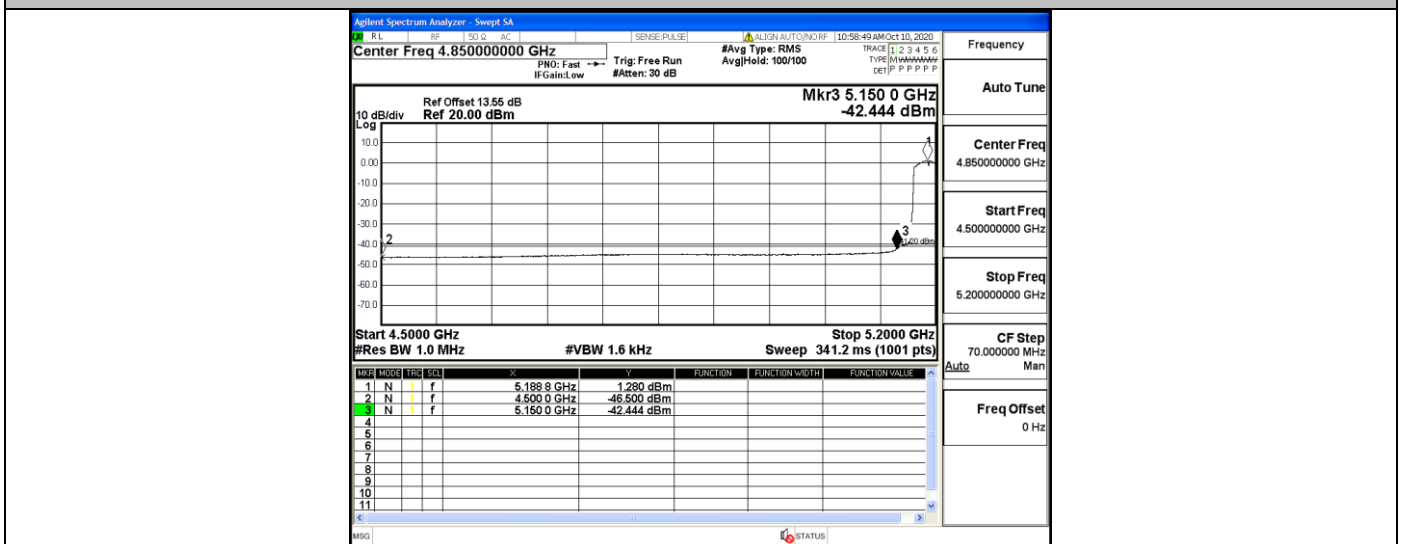 Agilent Spectrum Analyzer - Swept SA
RL RF 50 Ω AC SENSE:PULSE ALIGN AUTO/NO RF 10:58:49 AM Oct 10, 2020
Center Freq 4.850000000 GHz
PNO: Fast
IFGain:Low
Trig: Free Run
#Atten: 30 dB
#Avg Type: RMS
Avg|Hold: 100/100
TRACE 1 2 3 4 5 6
TYPE M
DET P P P P P P
Mkr3 5.150 0 GHz
-42.444 dBm
Ref Offset 13.55 dB
10 dB/div Ref 20.00 dBm
Log
10.0
0.00
-10.0
-20.0
-30.0
-40.0
-50.0
-60.0
-70.0
1
2
3
Start 4.5000 GHz Stop 5.2000 GHz
#Res BW 1.0 MHz #VBW 1.6 kHz Sweep 341.2 ms (1001 pts)
MKR MODE TRC SCL X Y FUNCTION FUNCTION WIDTH FUNCTION VALUE
1 N 1 f 5.188 8 GHz 1.280 dBm
2 N 1 f 4.500 0 GHz -46.500 dBm
3 N 1 f 5.150 0 GHz -42.444 dBm
4
5
6
7
8
9
10
11
MSG STATUS
Frequency
Auto Tune
Center Freq
4.850000000 GHz
Start Freq
4.500000000 GHz
Stop Freq
5.200000000 GHz
CF Step
70.000000 MHz
Auto Man
Freq Offset
0 Hz